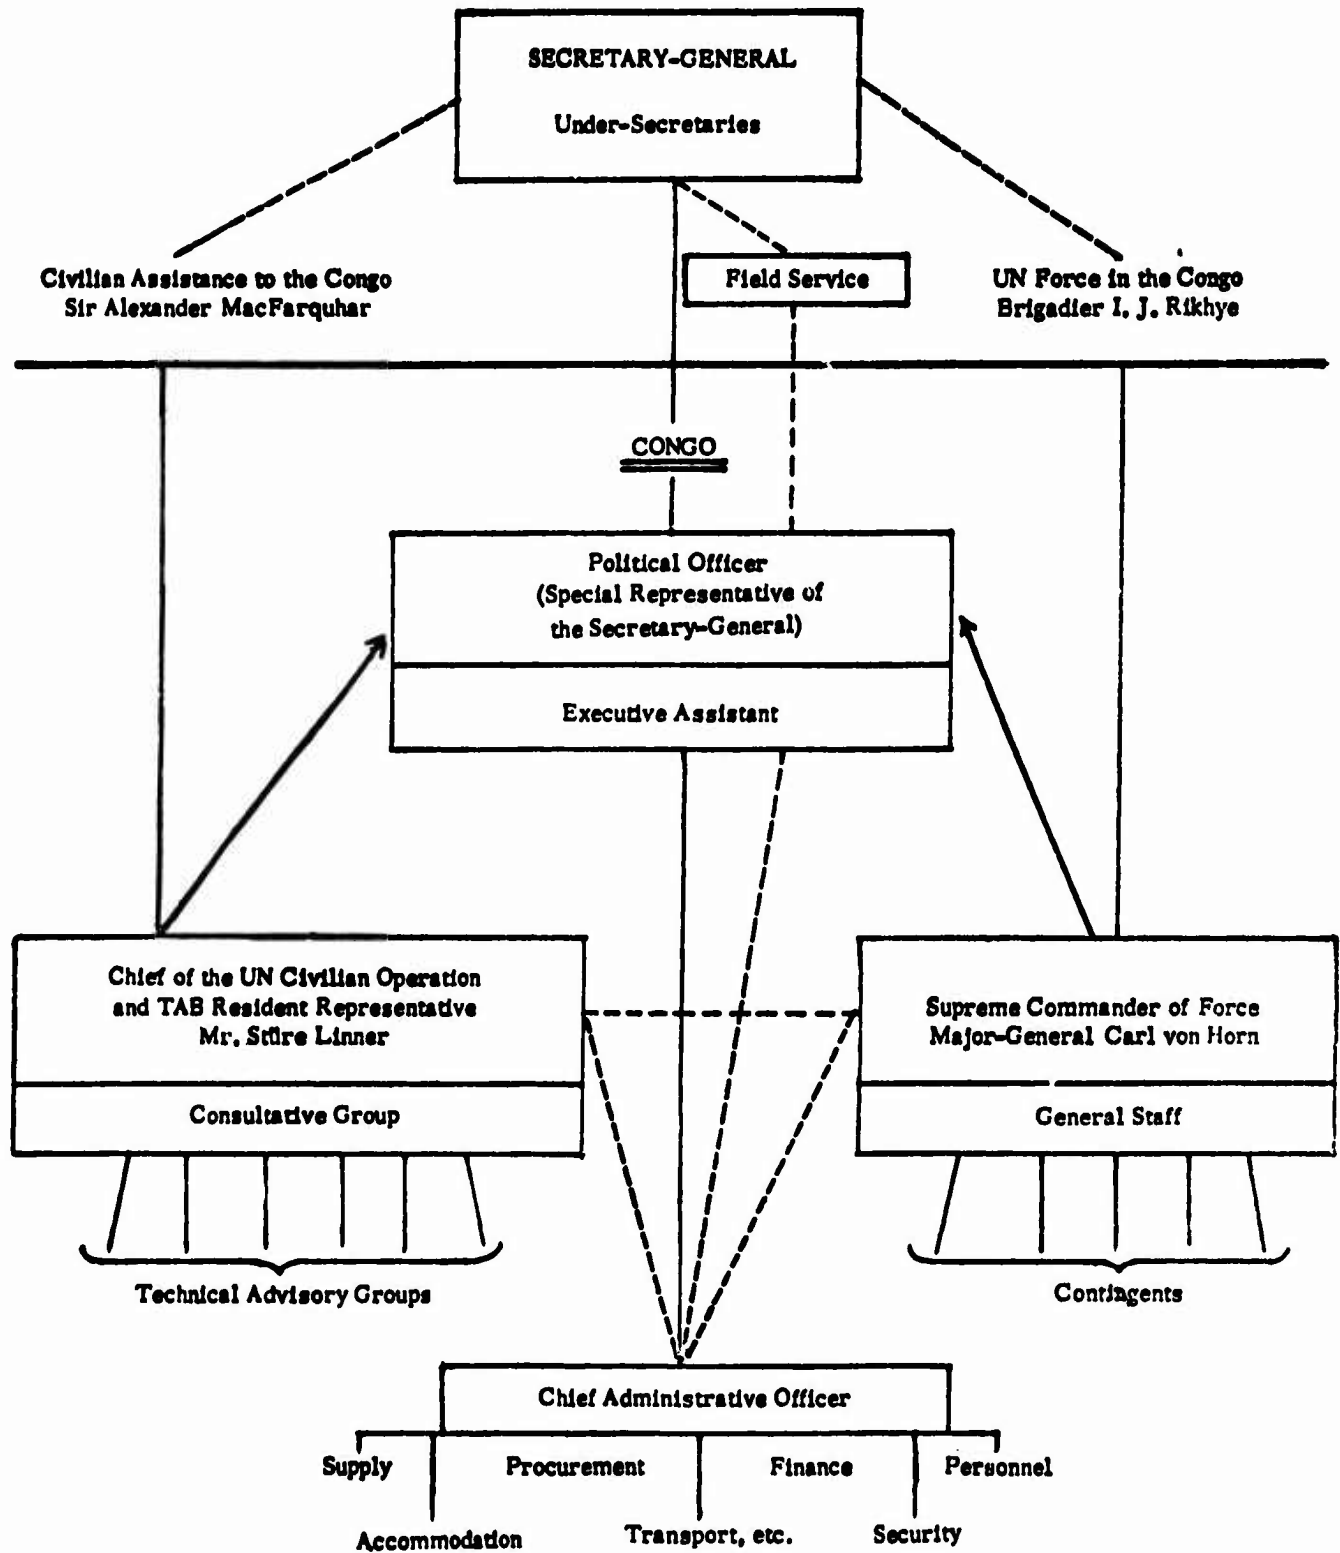 SECRETARY-GENERAL
Under-Secretaries
Civilian Assistance to the Congo
Sir Alexander MacFarquhar
Field Service
UN Force in the Congo
Brigadier I. J. Rikhye
CONGO
Political Officer
(Special Representative of
the Secretary-General)
Executive Assistant
Chief of the UN Civilian Operation
and TAB Resident Representative
Mr. Stüre Linner
Consultative Group
Supreme Commander of Force
Major-General Carl von Horn
General Staff
Technical Advisory Groups
Contingents
Chief Administrative Officer
Supply
Procurement
Finance
Personnel
Accommodation
Transport, etc.
Security